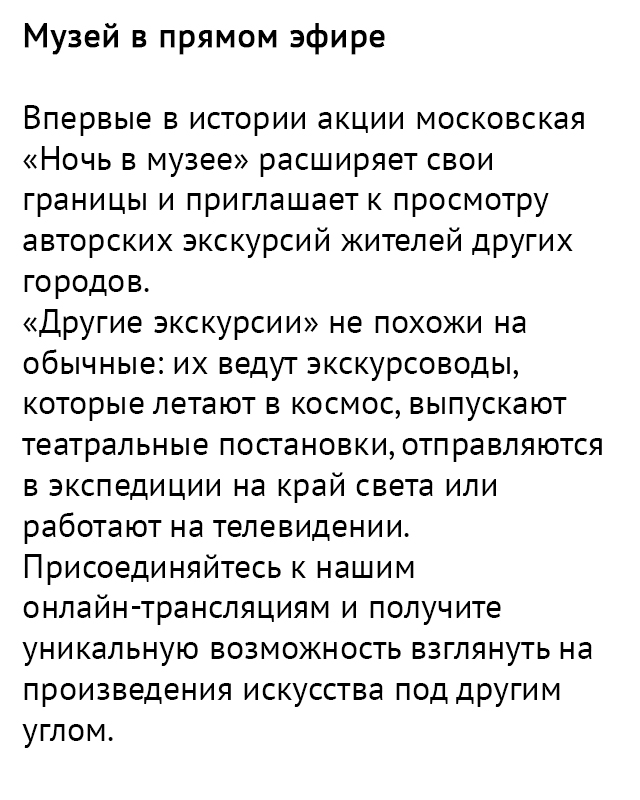 Музей в прямом эфире
Впервые в истории акции московская
«Ночь в музее» расширяет свои
границы и приглашает к просмотру
авторских экскурсий жителей других
городов.
«Другие экскурсии» не похожи на
обычные: их ведут экскурсоводы,
которые летают в космос, выпускают
театральные постановки, отправляются
в экспедиции на край света или
работают на телевидении.
Присоединяйтесь к нашим
онлайн-трансляциям и получите
уникальную возможность взглянуть на
произведения искусства под другим
углом.